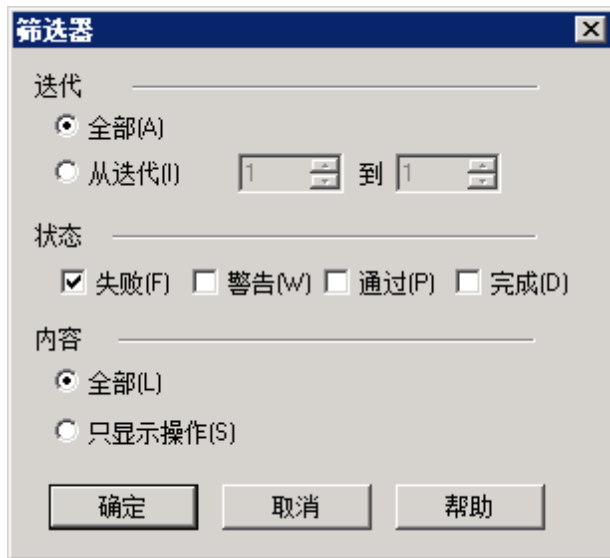 筛选器
迭代
全部(A)
从迭代(I) 1 到 1
状态
失败(F) 警告(W) 通过(P) 完成(D)
内容
全部(L)
只显示操作(S)
确定 取消 帮助